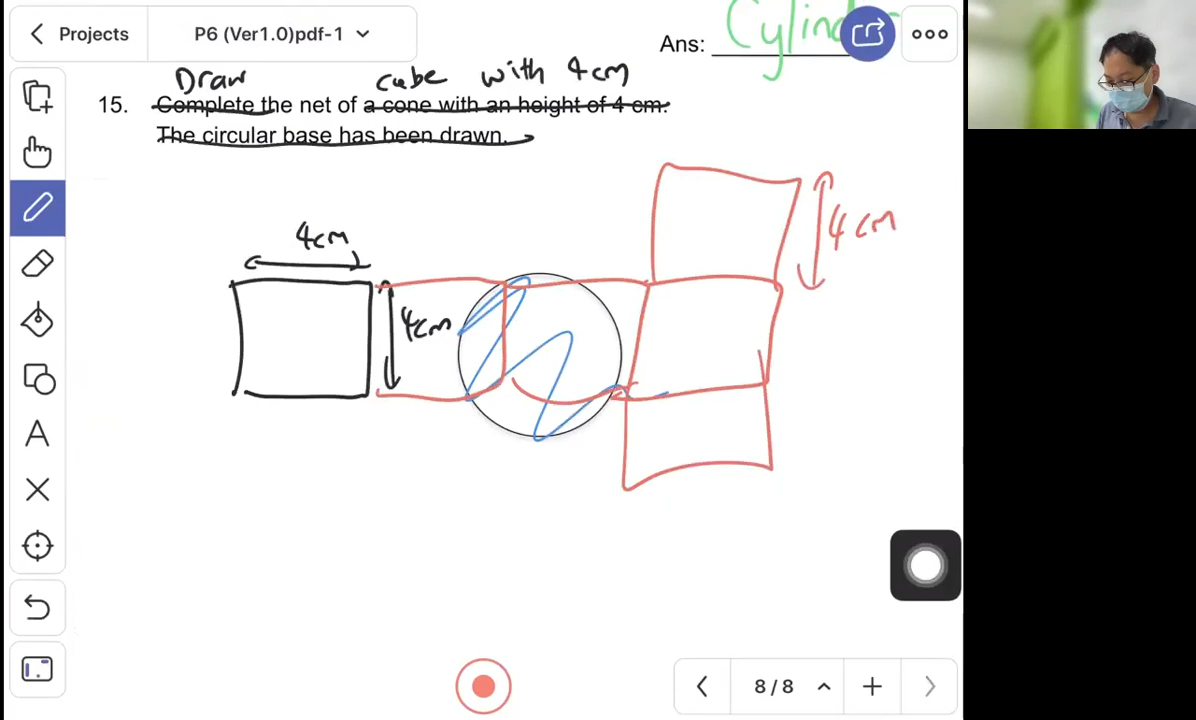 Projects
P6 (Ver1.0)pdf-1
Ans: Cylinder
Draw cube with 4cm
15. Complete the net of a cone with an height of 4 cm.
The circular base has been drawn.
4cm
4cm
4cm
A
8/8